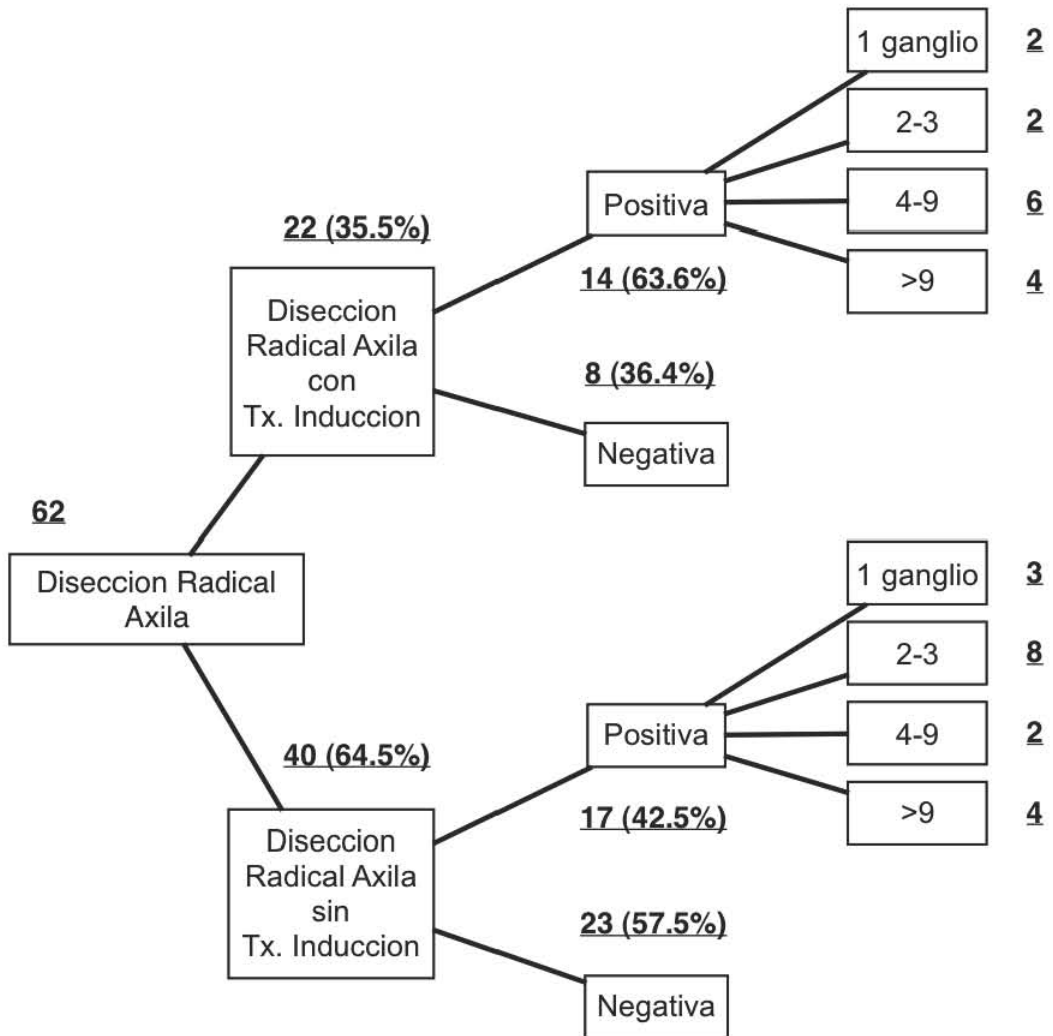 1 ganglio 2
2-3 2
Positiva 4-9 6
22 (35.5%)
14 (63.6%) >9 4
Diseccion
Radical Axila
con
Tx. Induccion
8 (36.4%)
Negativa
62
Diseccion Radical
Axila
1 ganglio 3
2-3 8
Positiva 4-9 2
40 (64.5%)
17 (42.5%) >9 4
Diseccion
Radical Axila
sin
Tx. Induccion
23 (57.5%)
Negativa